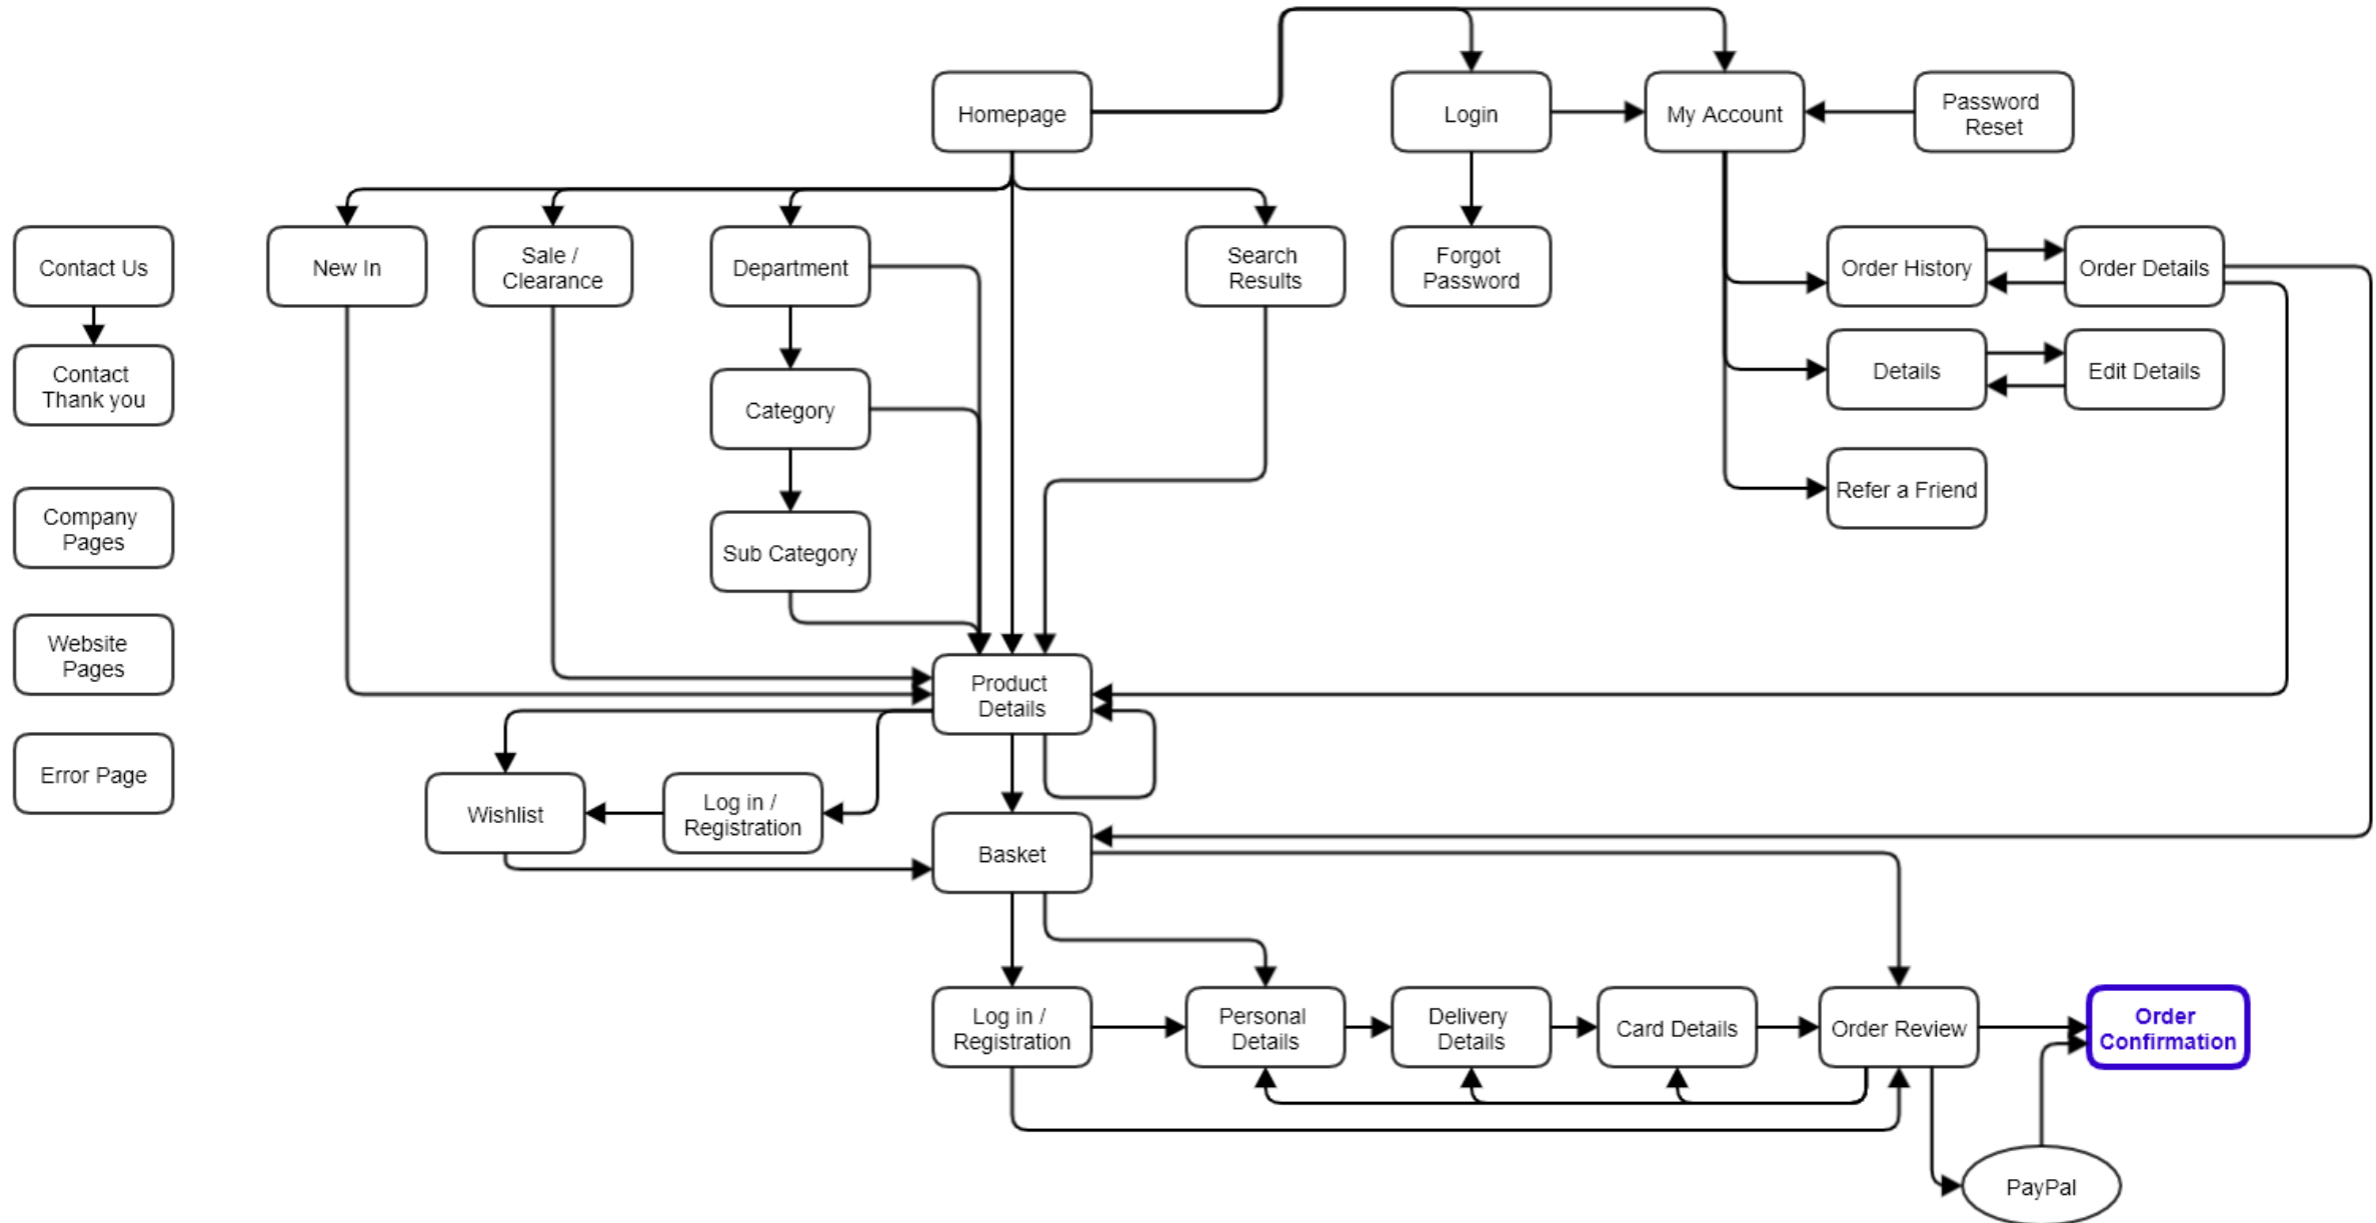 Homepage
Login
My Account
Password
Reset
Contact Us
New In
Sale /
Clearance
Department
Search
Results
Forgot
Password
Order History
Order Details
Contact
Thank you
Category
Details
Edit Details
Company
Pages
Sub Category
Refer a Friend
Website
Pages
Product
Details
Error Page
Wishlist
Log in /
Registration
Basket
Log in /
Registration
Personal
Details
Delivery
Details
Card Details
Order Review
Order
Confirmation
PayPal